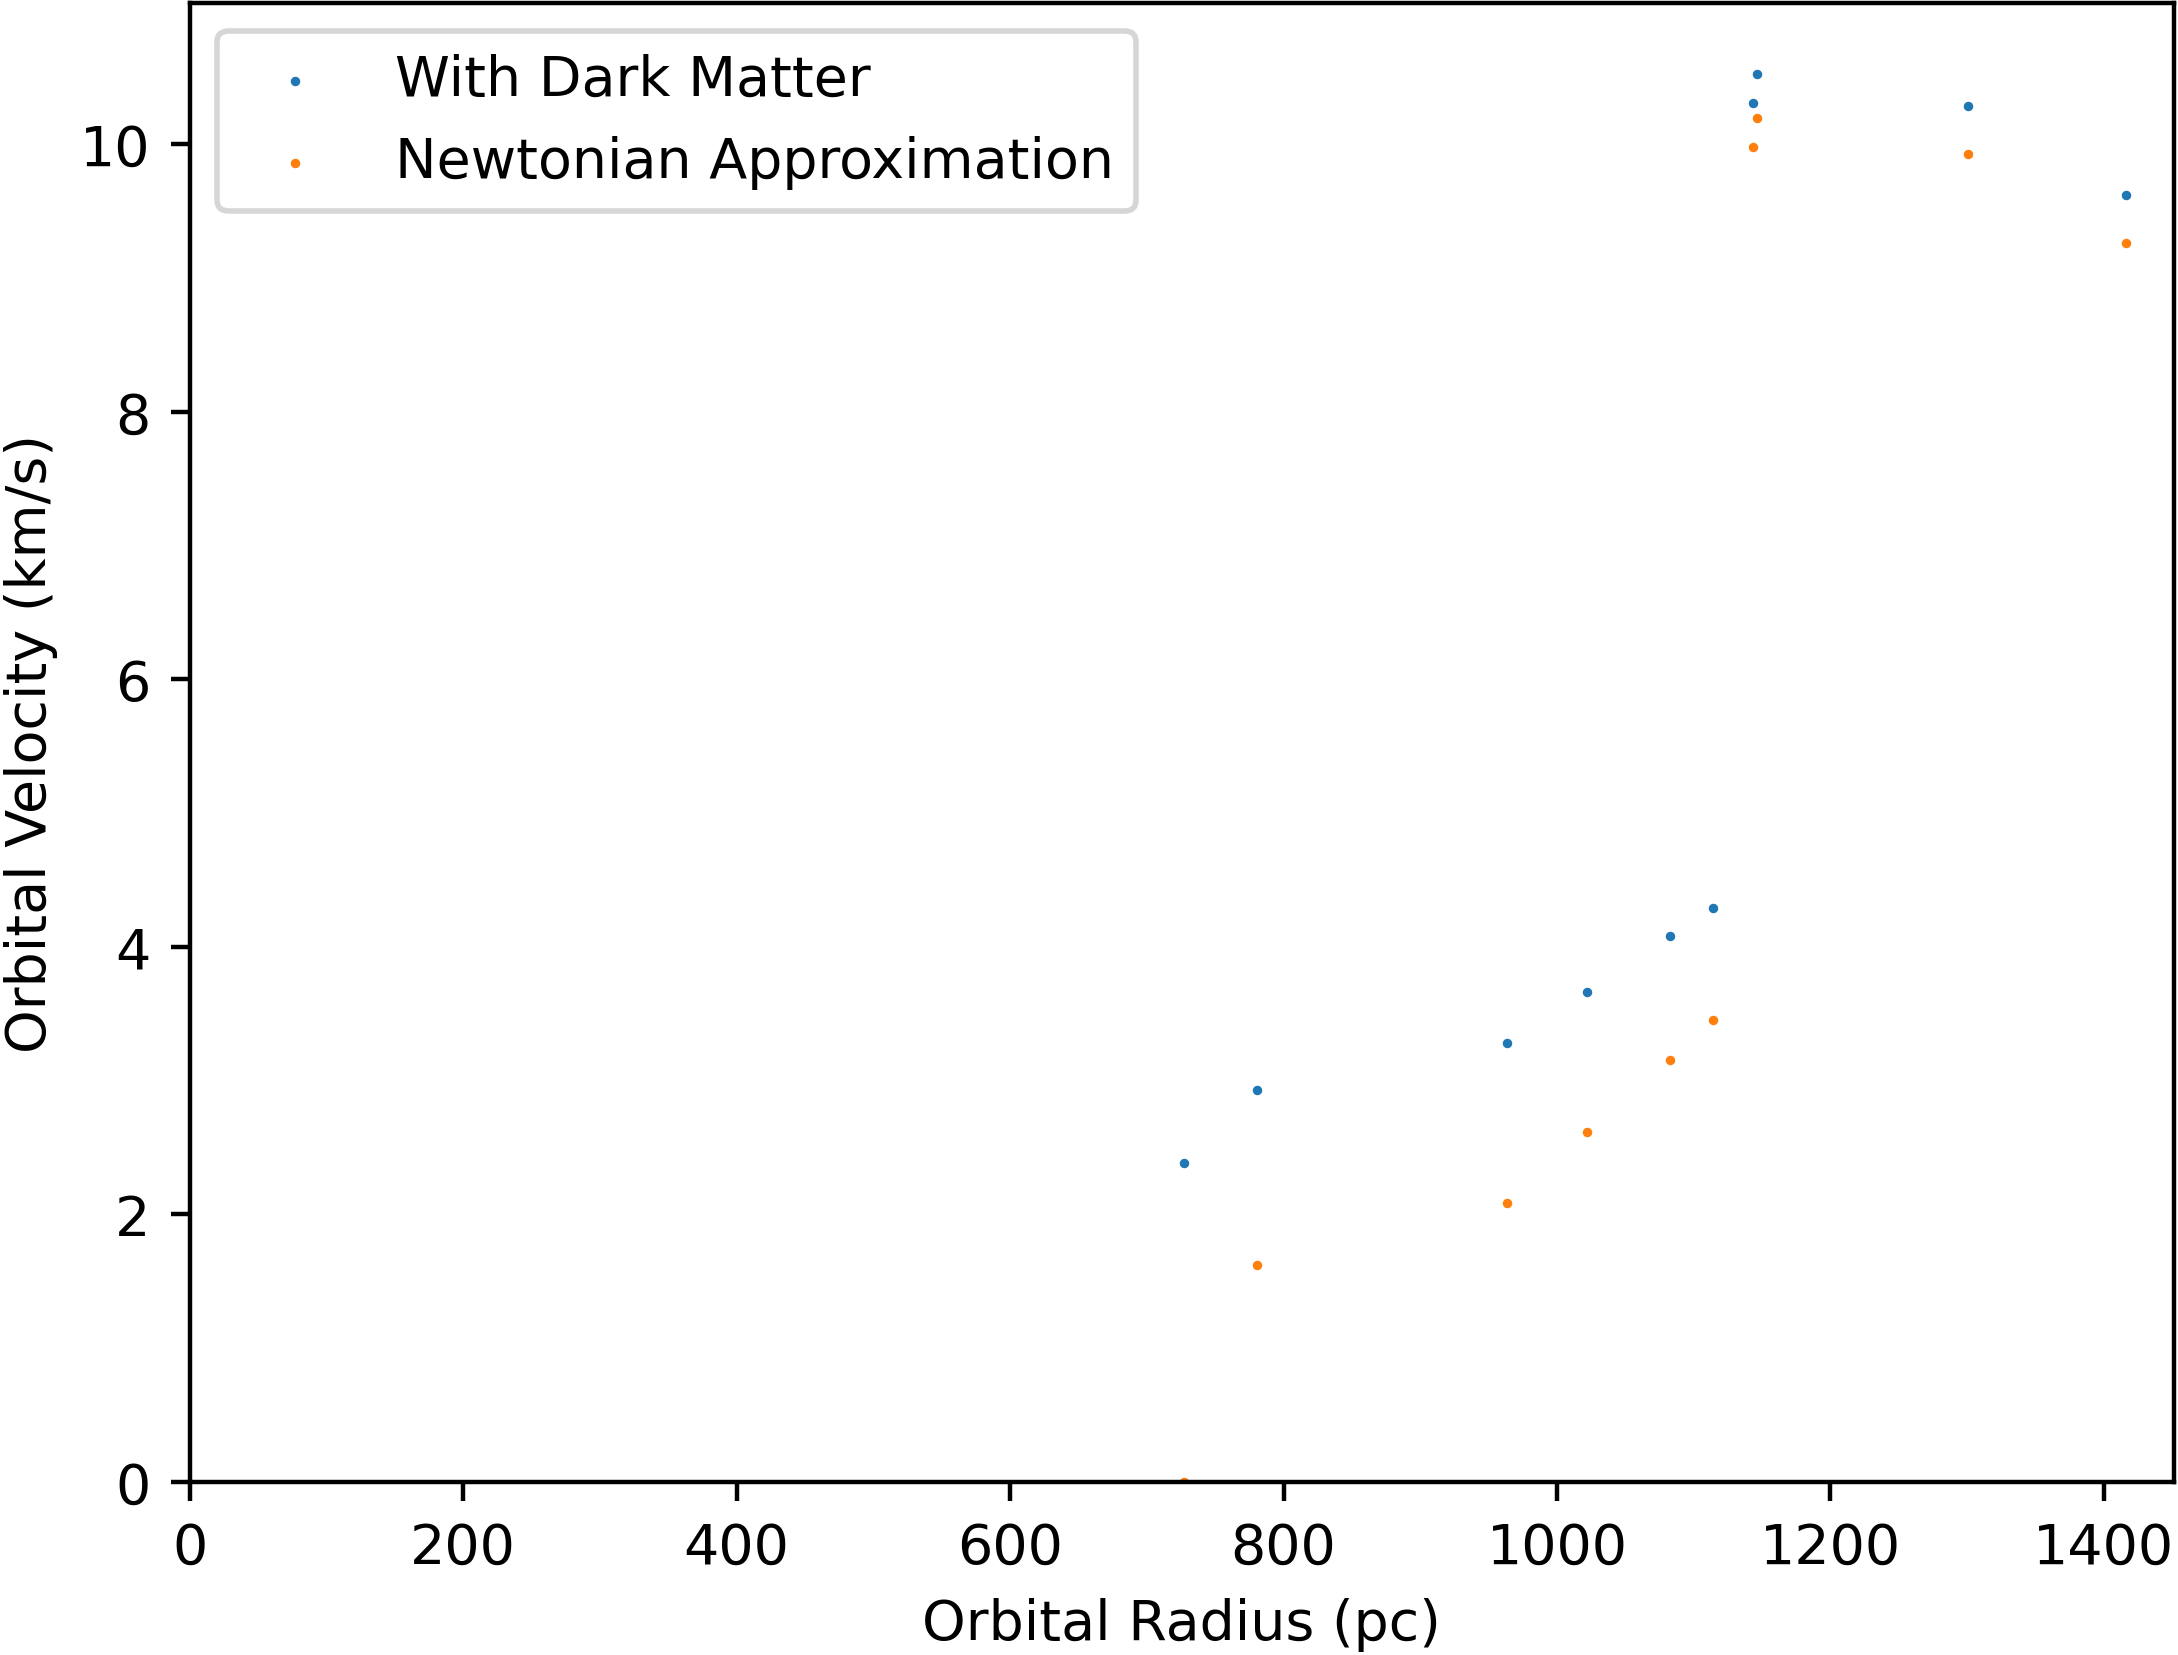 With Dark Matter
Newtonian Approximation
10
8
6
4
2
0
Orbital Velocity (km/s)
0 200 400 600 800 1000 1200 1400
Orbital Radius (pc)